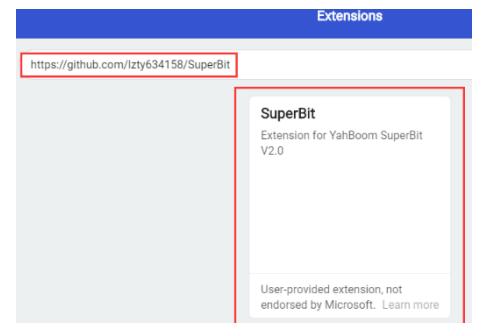 Extensions
https://github.com/lzty634158/SuperBit
SuperBit
Extension for YahBoom SuperBit
V2.0
User-provided extension, not
endorsed by Microsoft. Learn more